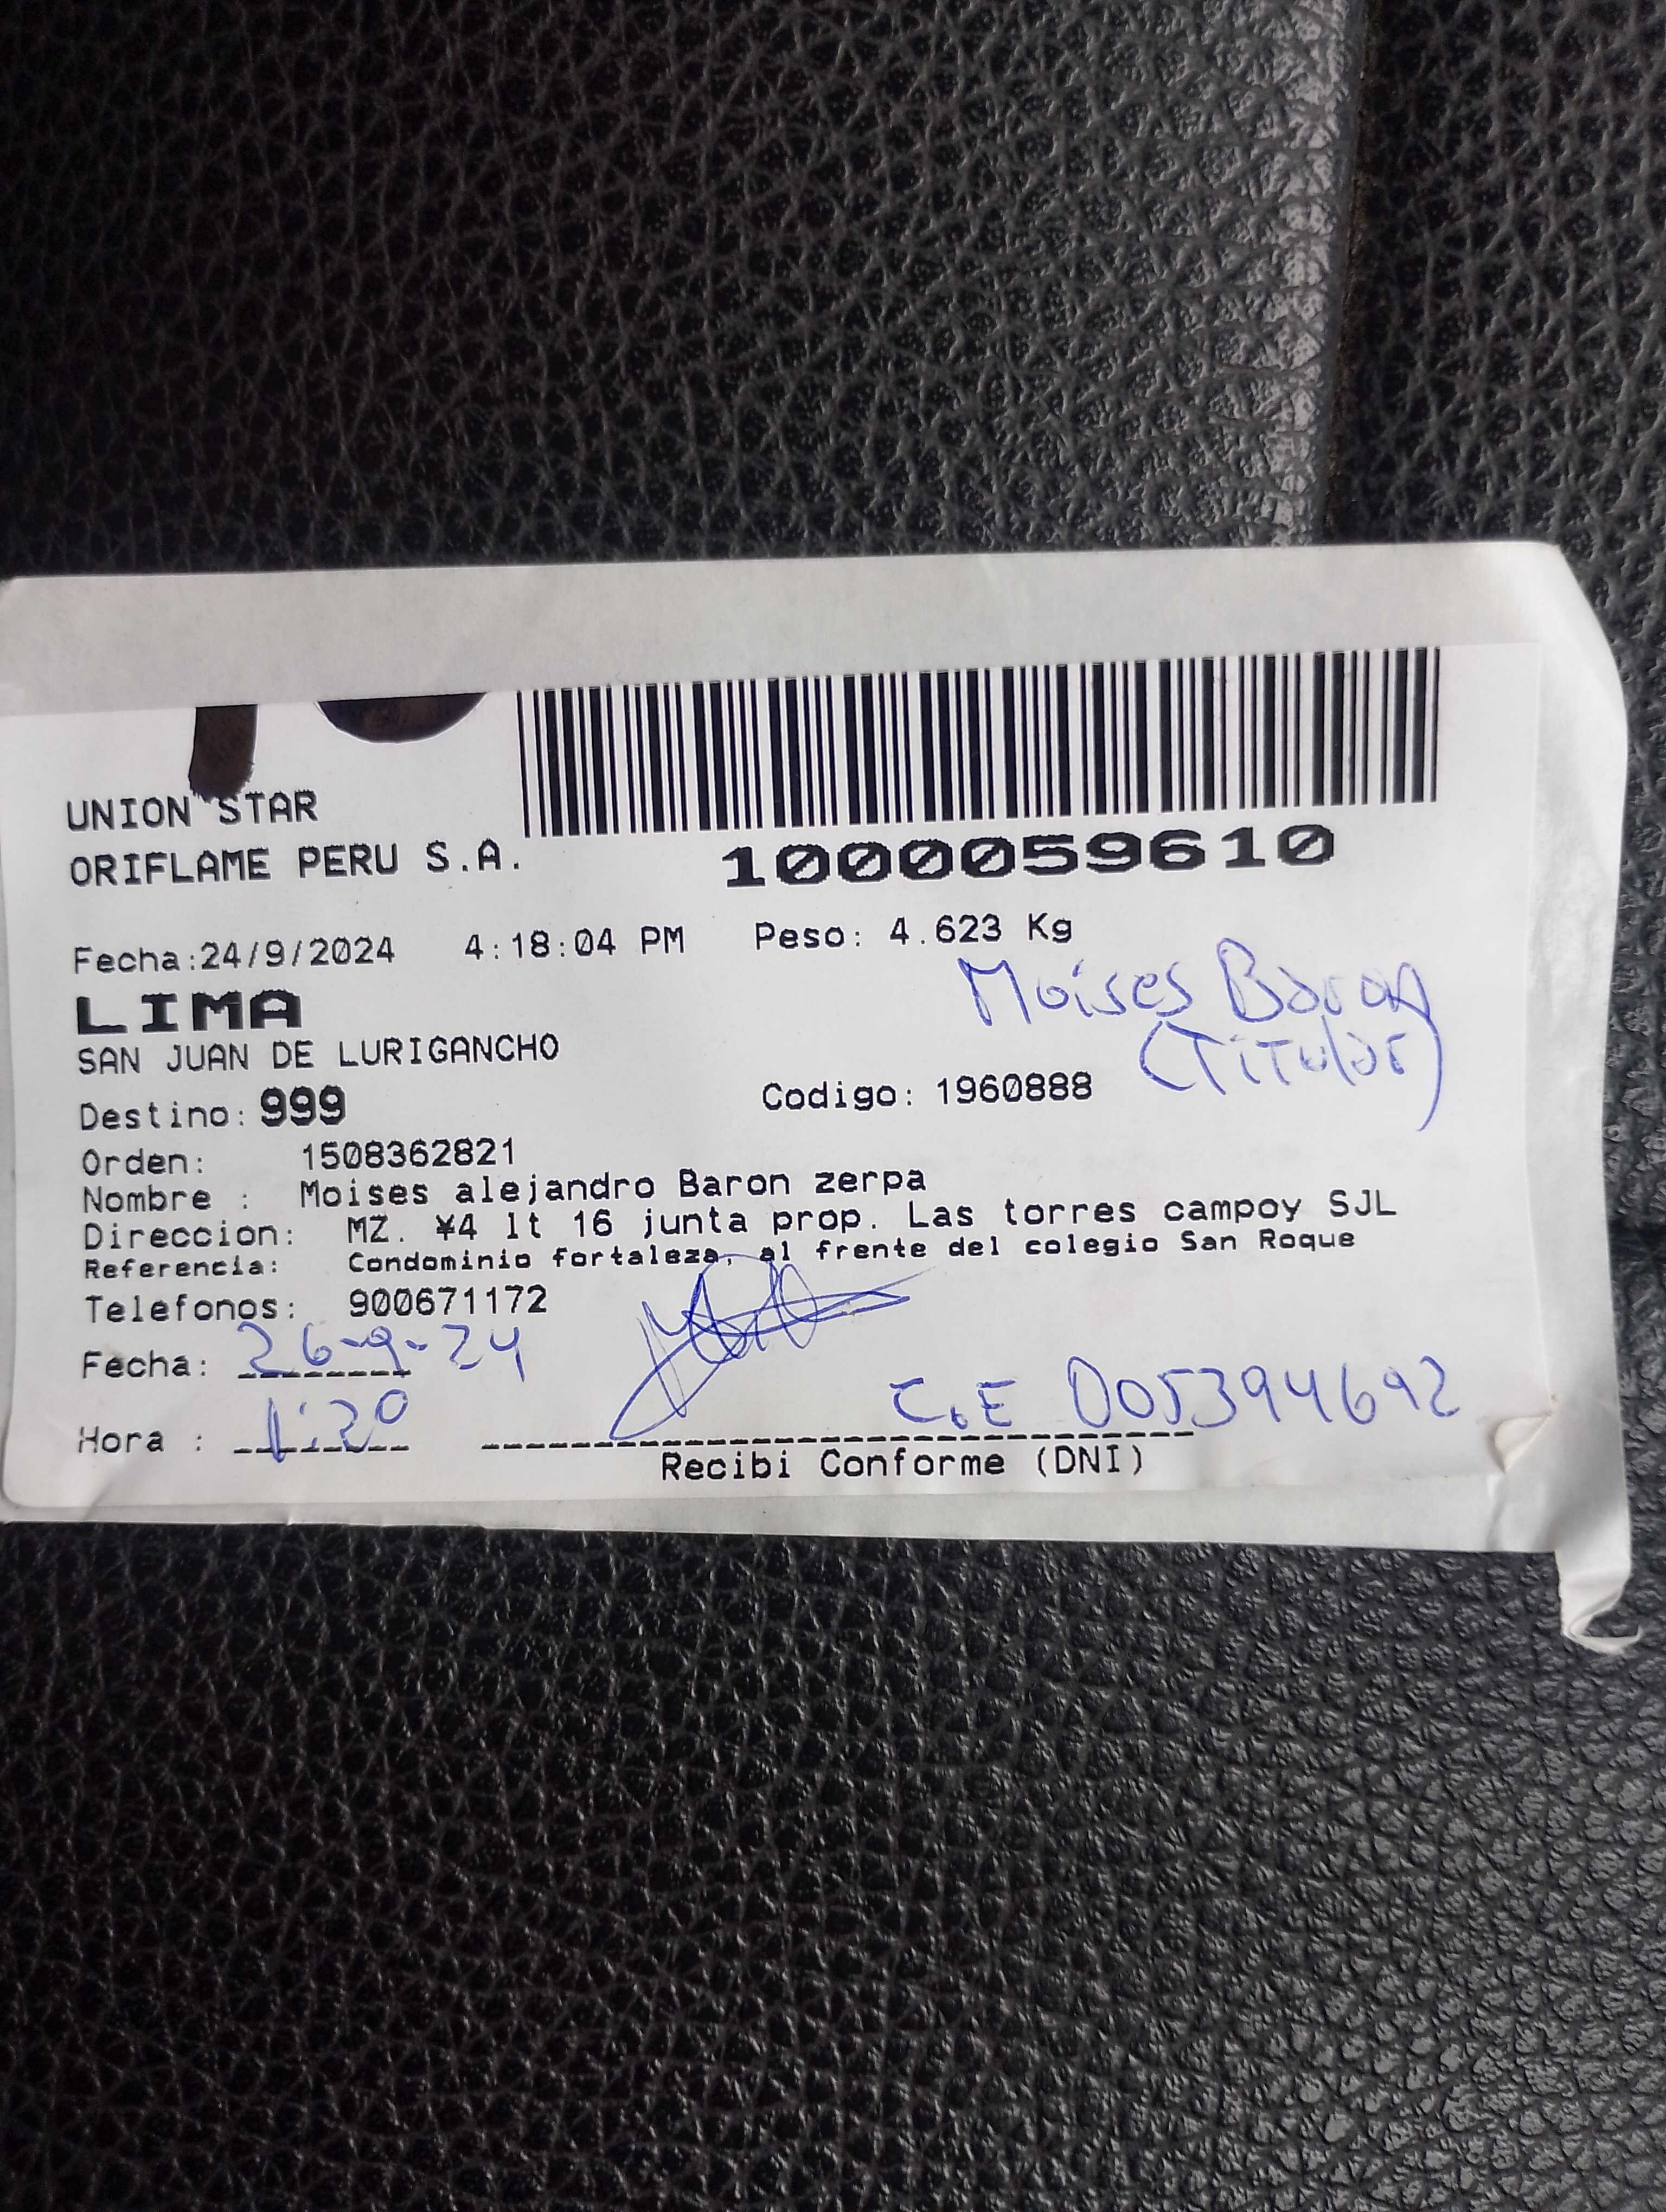 UNION STAR
ORIFLAME PERU S.A.
1000059610
Fecha:24/9/2024 4:18:04 PM Peso: 4.623 Kg
LIMA
Moises Baron
SAN JUAN DE LURIGANCHO
(Titular)
Destino: 999 Codigo: 1960888
Orden: 1508362821
Nombre : Moises alejandro Baron zerpa
Direccion: MZ. ¥4 lt 16 junta prop. Las torres campoy SJL
Referencia: Condominio fortaleza, al frente del colegio San Roque
Telefonos: 900671172
Fecha: 26-9-24
C.E 005394692
Hora : 1:20
Recibi Conforme (DNI)